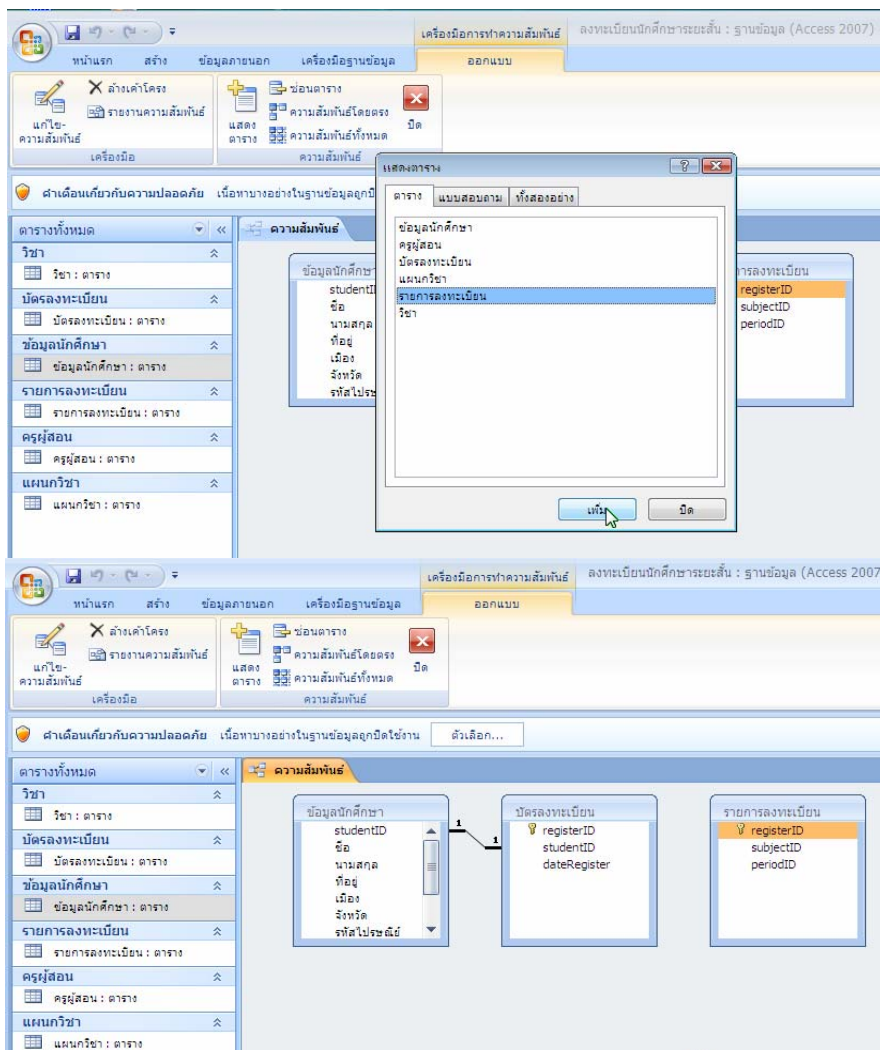 เครื่องมือการทำความสัมพันธ์ ลงทะเบียนนักศึกษาระยะสั้น : ฐานข้อมูล (Access 2007)
หน้าแรก สร้าง ข้อมูลภายนอก เครื่องมือฐานข้อมูล ออกแบบ
แก้ไข-
ความสัมพันธ์
ล้างเค้าโครง
รายงานความสัมพันธ์
แสดง
ตาราง
ซ่อนตาราง
ความสัมพันธ์โดยตรง
ความสัมพันธ์ทั้งหมด
ปิด
เครื่องมือ ความสัมพันธ์
คำเตือนเกี่ยวกับความปลอดภัย เนื้อหาบางอย่างในฐานข้อมูลถูกปิ
ตารางทั้งหมด
วิชา
วิชา : ตาราง
บัตรลงทะเบียน
บัตรลงทะเบียน : ตาราง
ข้อมูลนักศึกษา
ข้อมูลนักศึกษา : ตาราง
รายการลงทะเบียน
รายการลงทะเบียน : ตาราง
ครูผู้สอน
ครูผู้สอน : ตาราง
แผนกวิชา
แผนกวิชา : ตาราง
ความสัมพันธ์
ข้อมูลนักศึกษ
studentI
ชื่อ
นามสกุล
ที่อยู่
เมือง
จังหวัด
รหัสไปรษ
แสดงตาราง
ตาราง แบบสอบถาม ทั้งสองอย่าง
ข้อมูลนักศึกษา
ครูผู้สอน
บัตรลงทะเบียน
แผนกวิชา
รายการลงทะเบียน
วิชา
เพิ่ม ปิด
ารลงทะเบียน
registerID
subjectID
periodID
เครื่องมือการทำความสัมพันธ์ ลงทะเบียนนักศึกษาระยะสั้น : ฐานข้อมูล (Access 2007
หน้าแรก สร้าง ข้อมูลภายนอก เครื่องมือฐานข้อมูล ออกแบบ
แก้ไข-
ความสัมพันธ์
ล้างเค้าโครง
รายงานความสัมพันธ์
แสดง
ตาราง
ซ่อนตาราง
ความสัมพันธ์โดยตรง
ความสัมพันธ์ทั้งหมด
ปิด
เครื่องมือ ความสัมพันธ์
คำเตือนเกี่ยวกับความปลอดภัย เนื้อหาบางอย่างในฐานข้อมูลถูกปิดใช้งาน ตัวเลือก...
ตารางทั้งหมด
วิชา
วิชา : ตาราง
บัตรลงทะเบียน
บัตรลงทะเบียน : ตาราง
ข้อมูลนักศึกษา
ข้อมูลนักศึกษา : ตาราง
รายการลงทะเบียน
รายการลงทะเบียน : ตาราง
ครูผู้สอน
ครูผู้สอน : ตาราง
แผนกวิชา
แผนกวิชา : ตาราง
ความสัมพันธ์
ข้อมูลนักศึกษา
studentID
ชื่อ
นามสกุล
ที่อยู่
เมือง
จังหวัด
รหัสไปรษณีย์
1
1
บัตรลงทะเบียน
registerID
studentID
dateRegister
รายการลงทะเบียน
registerID
subjectID
periodID